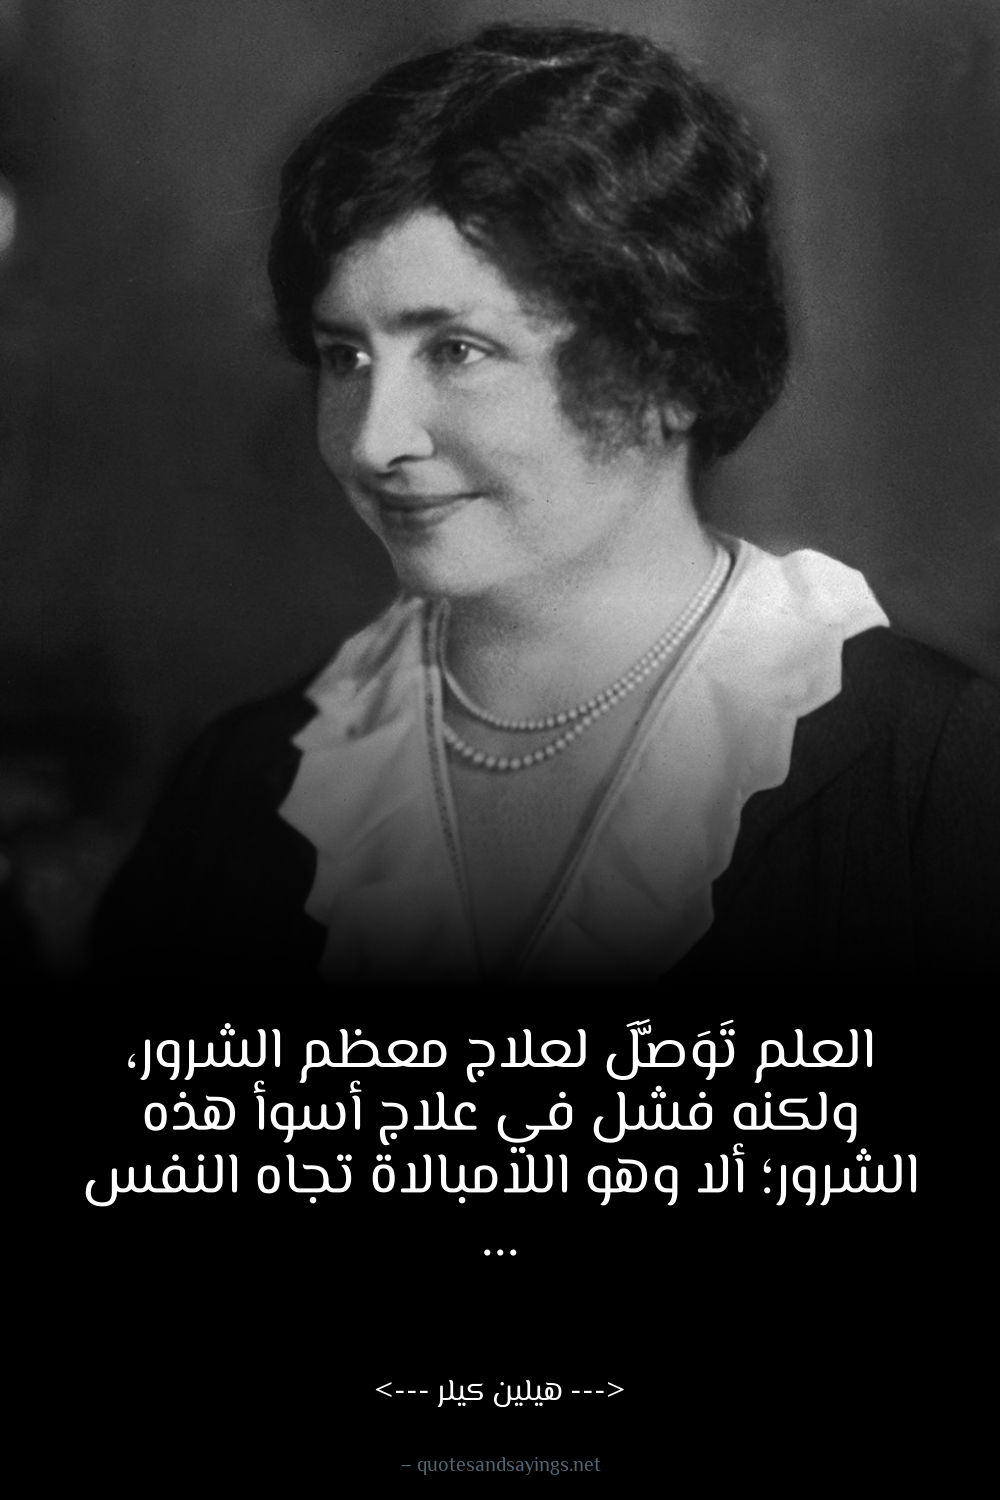 العلم تَوَصَّلَ لعلاج معظم الشرور،
ولكنه فشل في علاج أسوأ هذه
الشرور؛ ألا وهو اللامبالاة تجاه النفس
...
<--- هيلين كيلر --->
– quotesandsayings.net